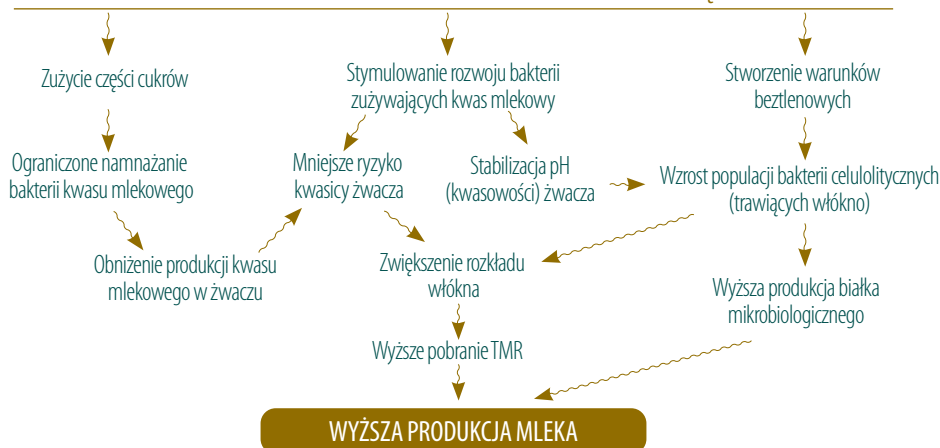 Zużycie części cukrów
Stymulowanie rozwoju bakterii
zużywających kwas mlekowy
Stworzenie warunków
beztlenowych
Ograniczone namnażanie
bakterii kwasu mlekowego
Mniejsze ryzyko
kwasicy żwacza
Stabilizacja pH
(kwasowości) żwacza
Wzrost populacji bakterii celulolitycznych
(trawiących włókno)
Obniżenie produkcji kwasu
mlekowego w żwaczu
Zwiększenie rozkładu
włókna
Wyższa produkcja białka
mikrobiologicznego
Wyższe pobranie TMR
WYŻSZA PRODUKCJA MLEKA